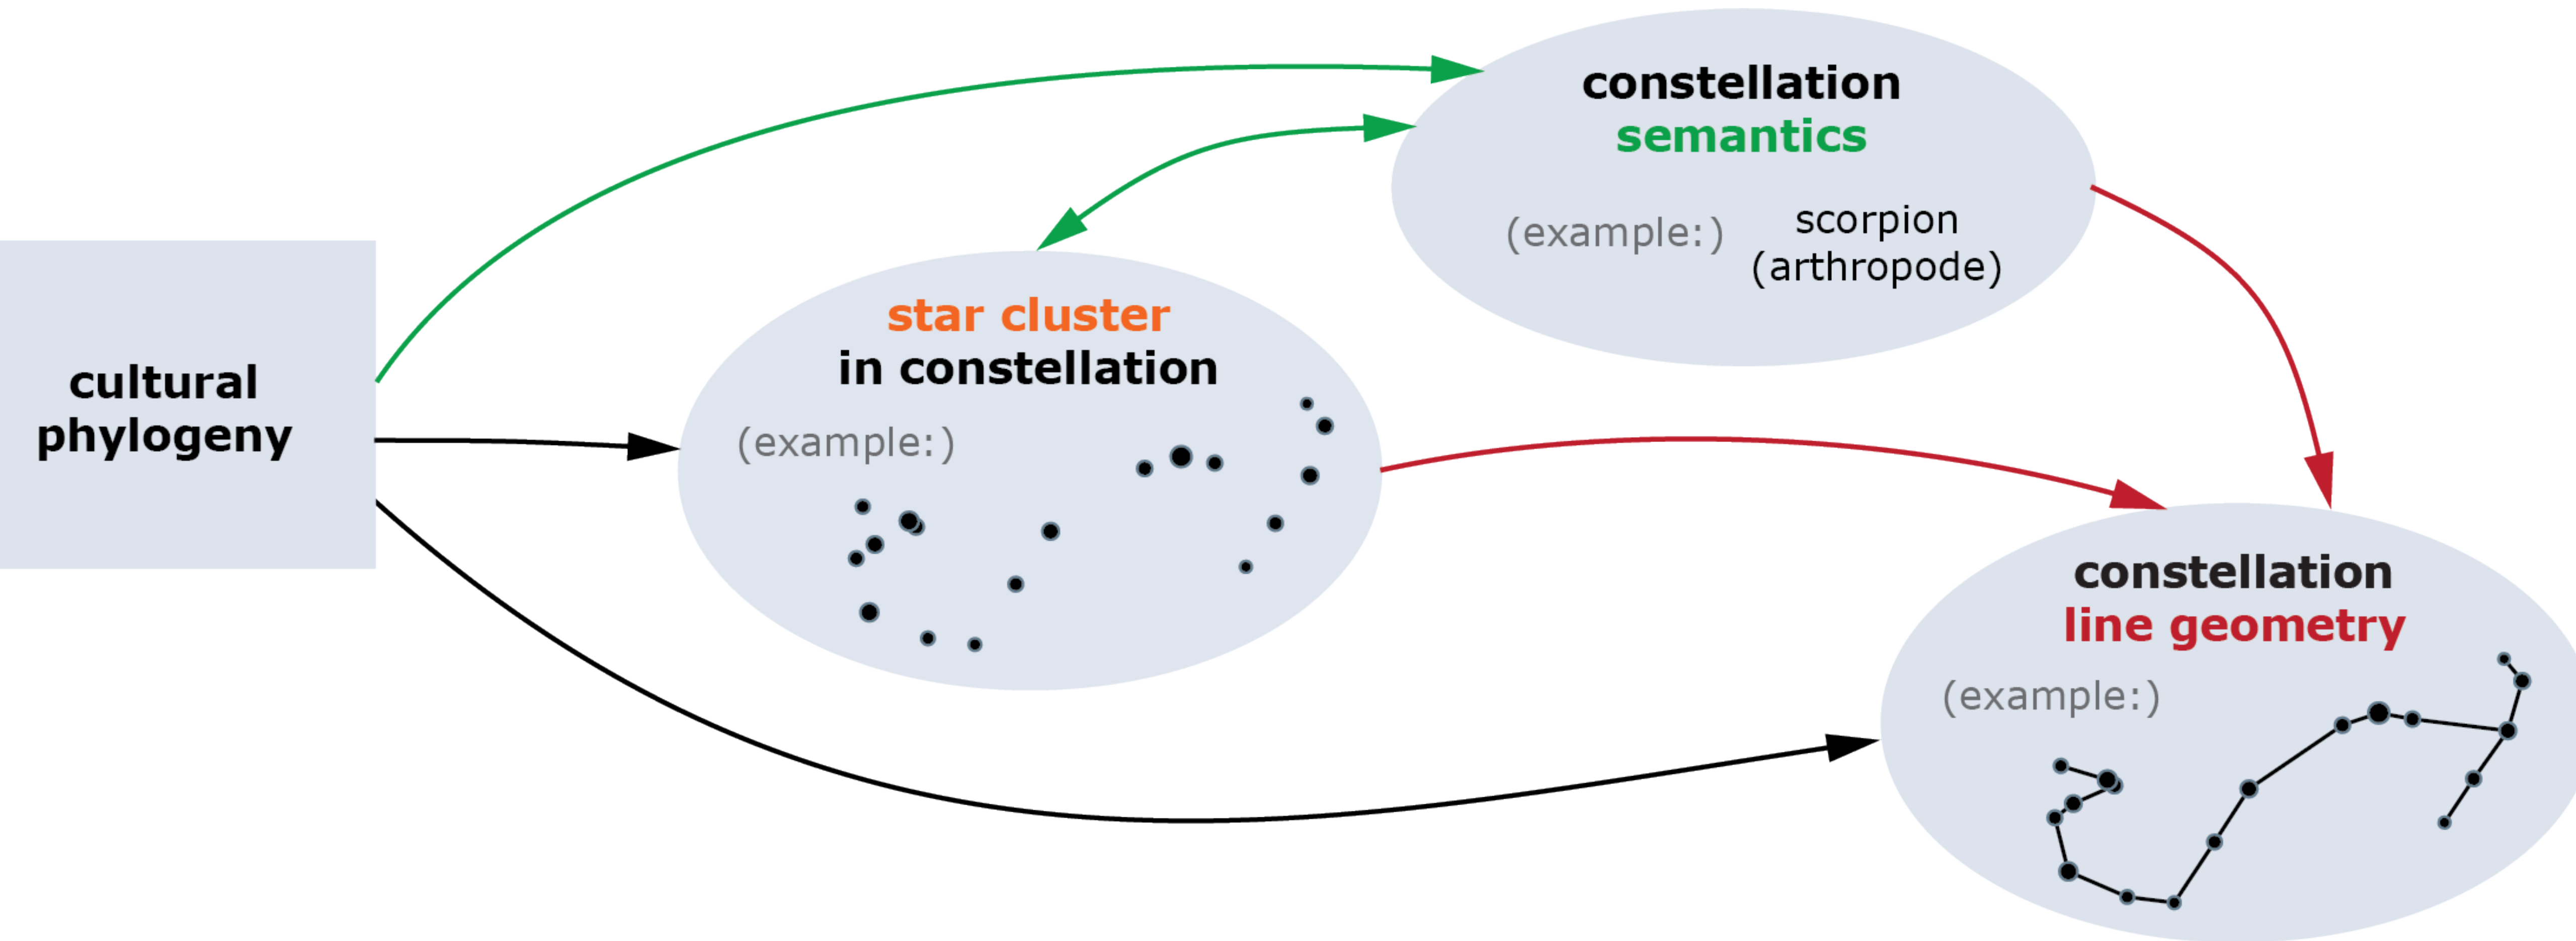 cultural
phylogeny
star cluster
in constellation
(example:)
constellation
semantics
(example:)
scorpion
(arthropode)
constellation
line geometry
(example:)